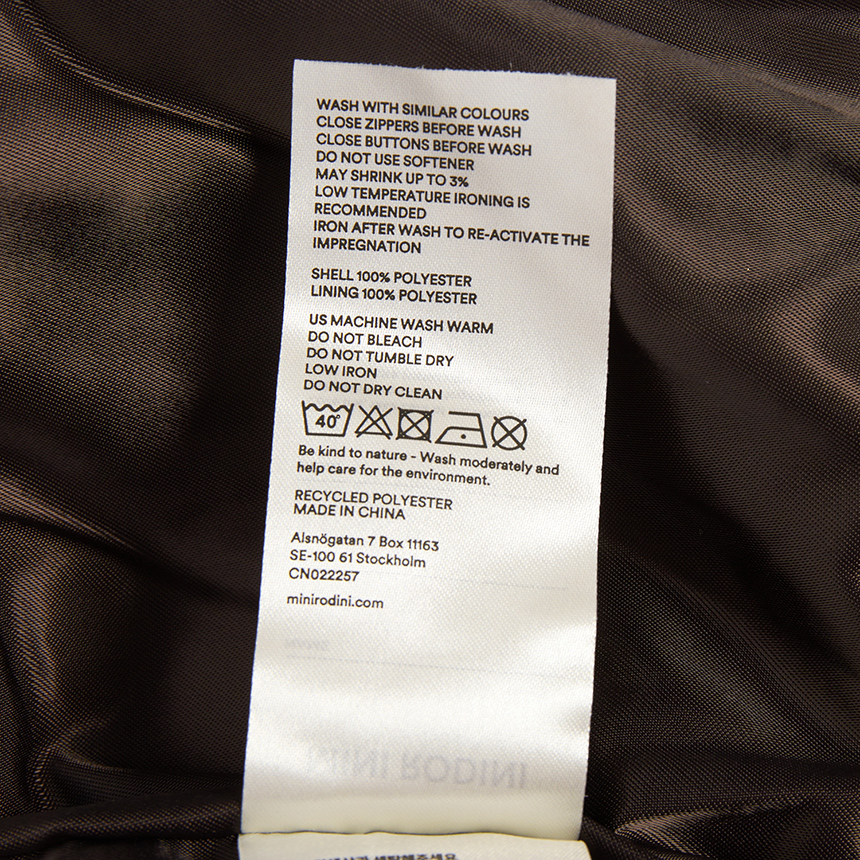 WASH WITH SIMILAR COLOURS
CLOSE ZIPPERS BEFORE WASH
CLOSE BUTTONS BEFORE WASH
DO NOT USE SOFTENER
MAY SHRINK UP TO 3%
LOW TEMPERATURE IRONING IS
RECOMMENDED
IRON AFTER WASH TO RE-ACTIVATE THE
IMPREGNATION
SHELL 100% POLYESTER
LINING 100% POLYESTER
US MACHINE WASH WARM
DO NOT BLEACH
DO NOT TUMBLE DRY
LOW IRON
DO NOT DRY CLEAN
40°
Be kind to nature - Wash moderately and
help care for the environment.
RECYCLED POLYESTER
MADE IN CHINA
Alsnögatan 7 Box 11163
SE-100 61 Stockholm
CN022257
minirodini.com
MINI RODINI